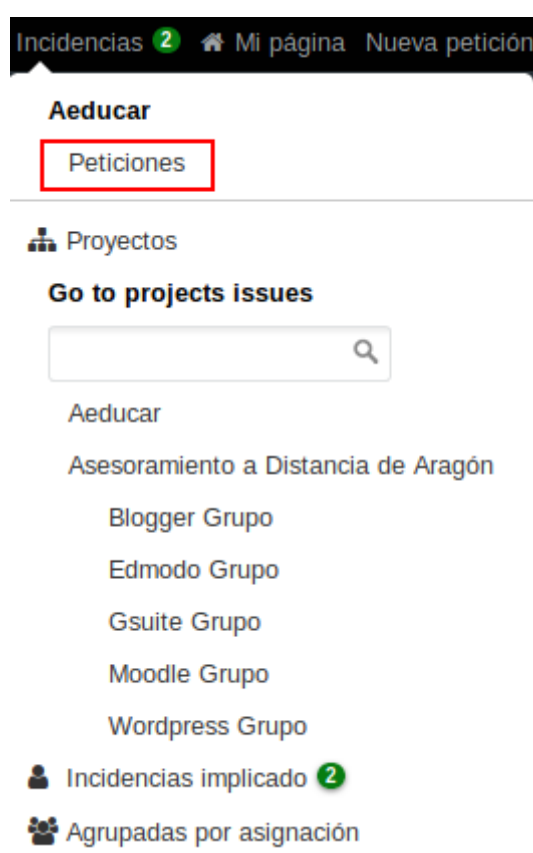 Incidencias 2 Mi página Nueva petición
Aeducar
Peticiones
Proyectos
Go to projects issues
Aeducar
Asesoramiento a Distancia de Aragón
Blogger Grupo
Edmodo Grupo
Gsuite Grupo
Moodle Grupo
Wordpress Grupo
Incidencias implicado 2
Agrupadas por asignación